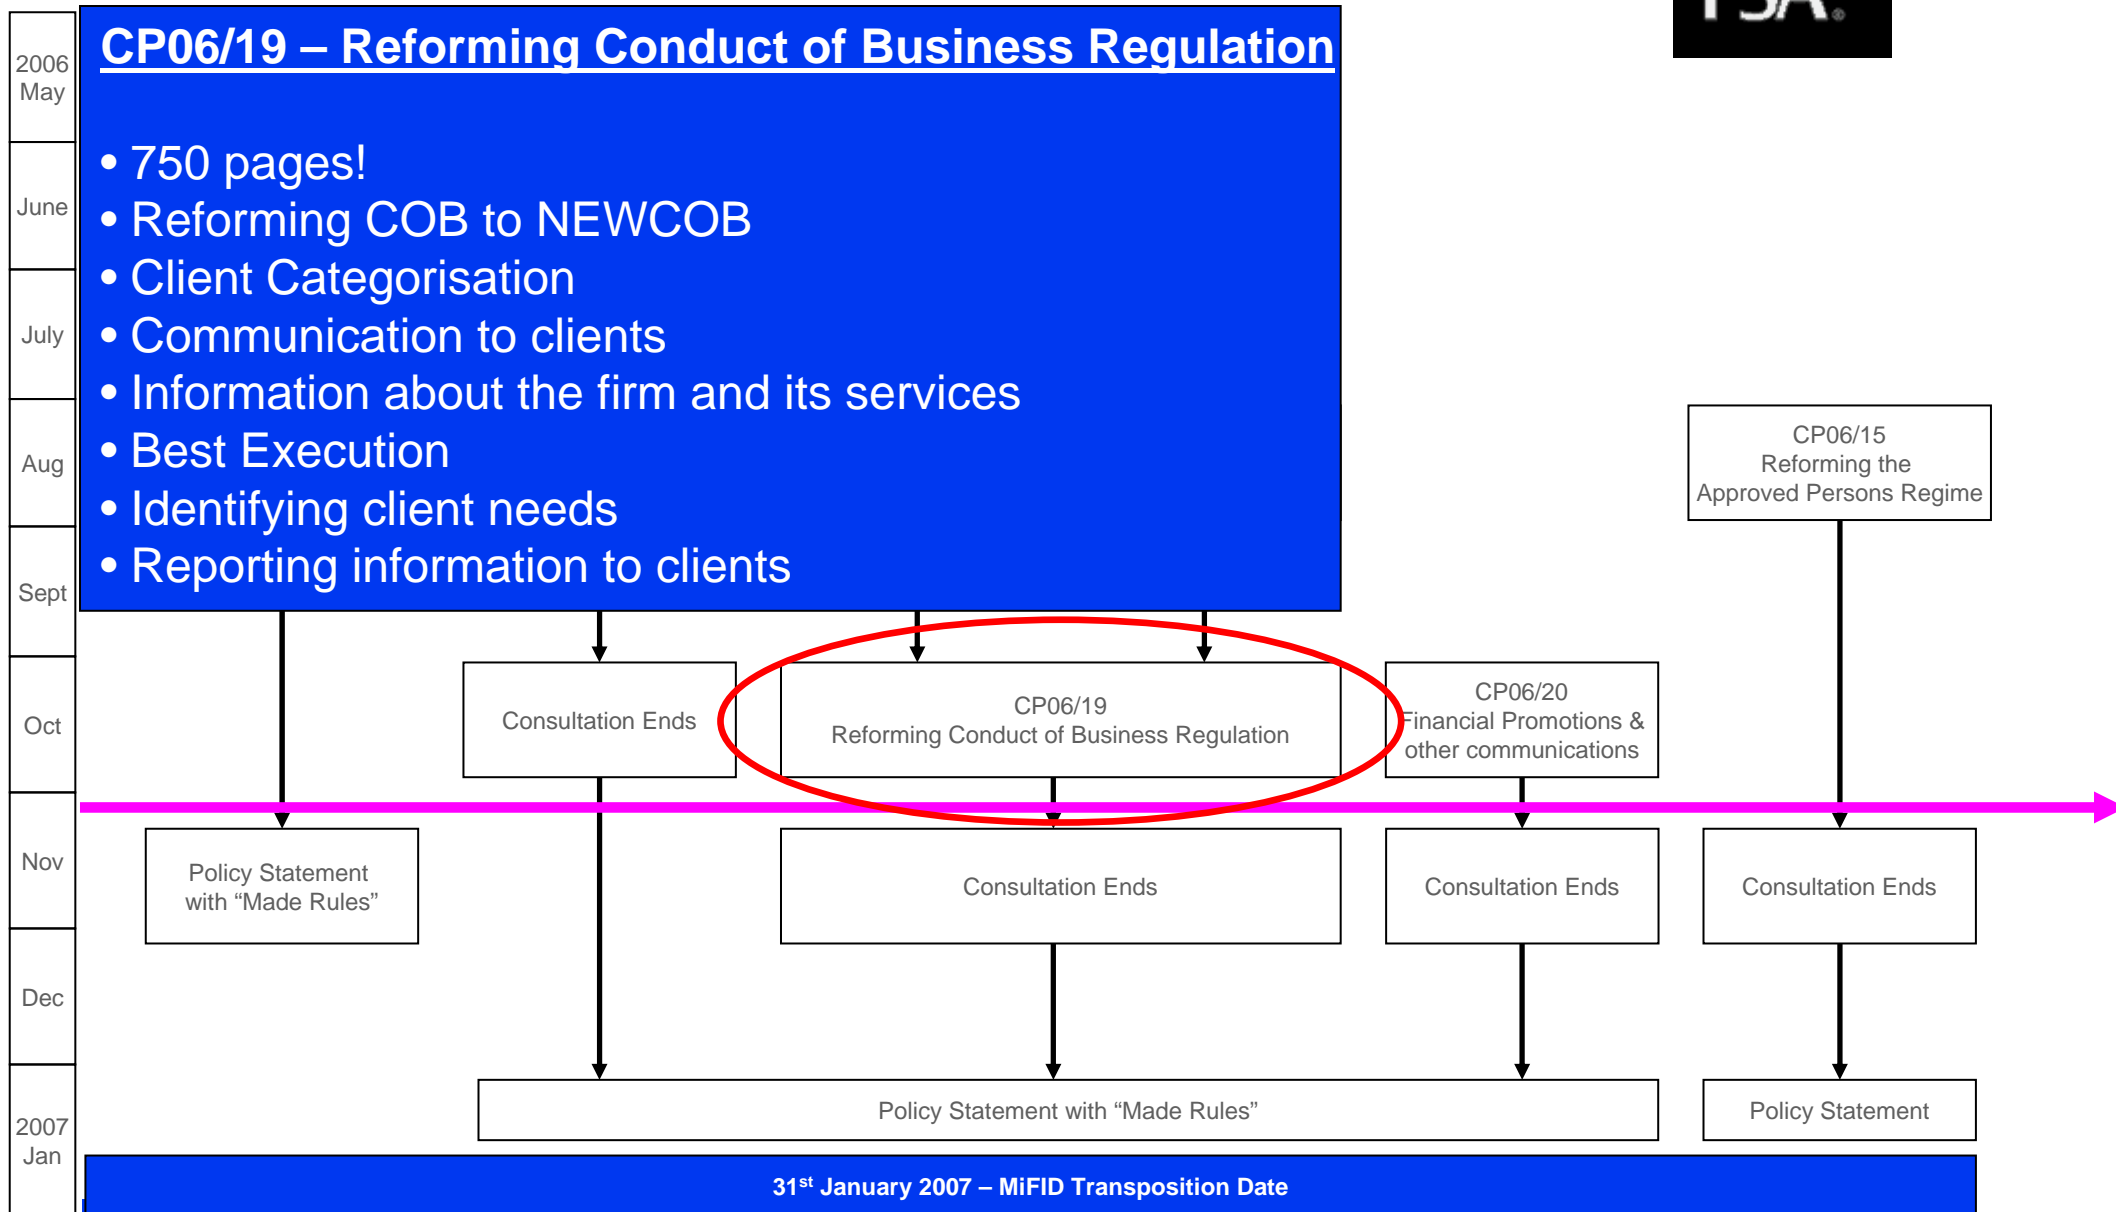 FSA®
CP06/19 – Reforming Conduct of Business Regulation
• 750 pages!
• Reforming COB to NEWCOB
• Client Categorisation
• Communication to clients
• Information about the firm and its services
• Best Execution
• Identifying client needs
• Reporting information to clients
2006
May
June
July
Aug
Sept
Oct
Nov
Dec
2007
Jan
CP06/15
Reforming the
Approved Persons Regime
Consultation Ends
CP06/19
Reforming Conduct of Business Regulation
CP06/20
Financial Promotions &
other communications
Policy Statement
with “Made Rules”
Consultation Ends
Consultation Ends
Consultation Ends
Policy Statement with “Made Rules”
Policy Statement
31st January 2007 – MiFID Transposition Date